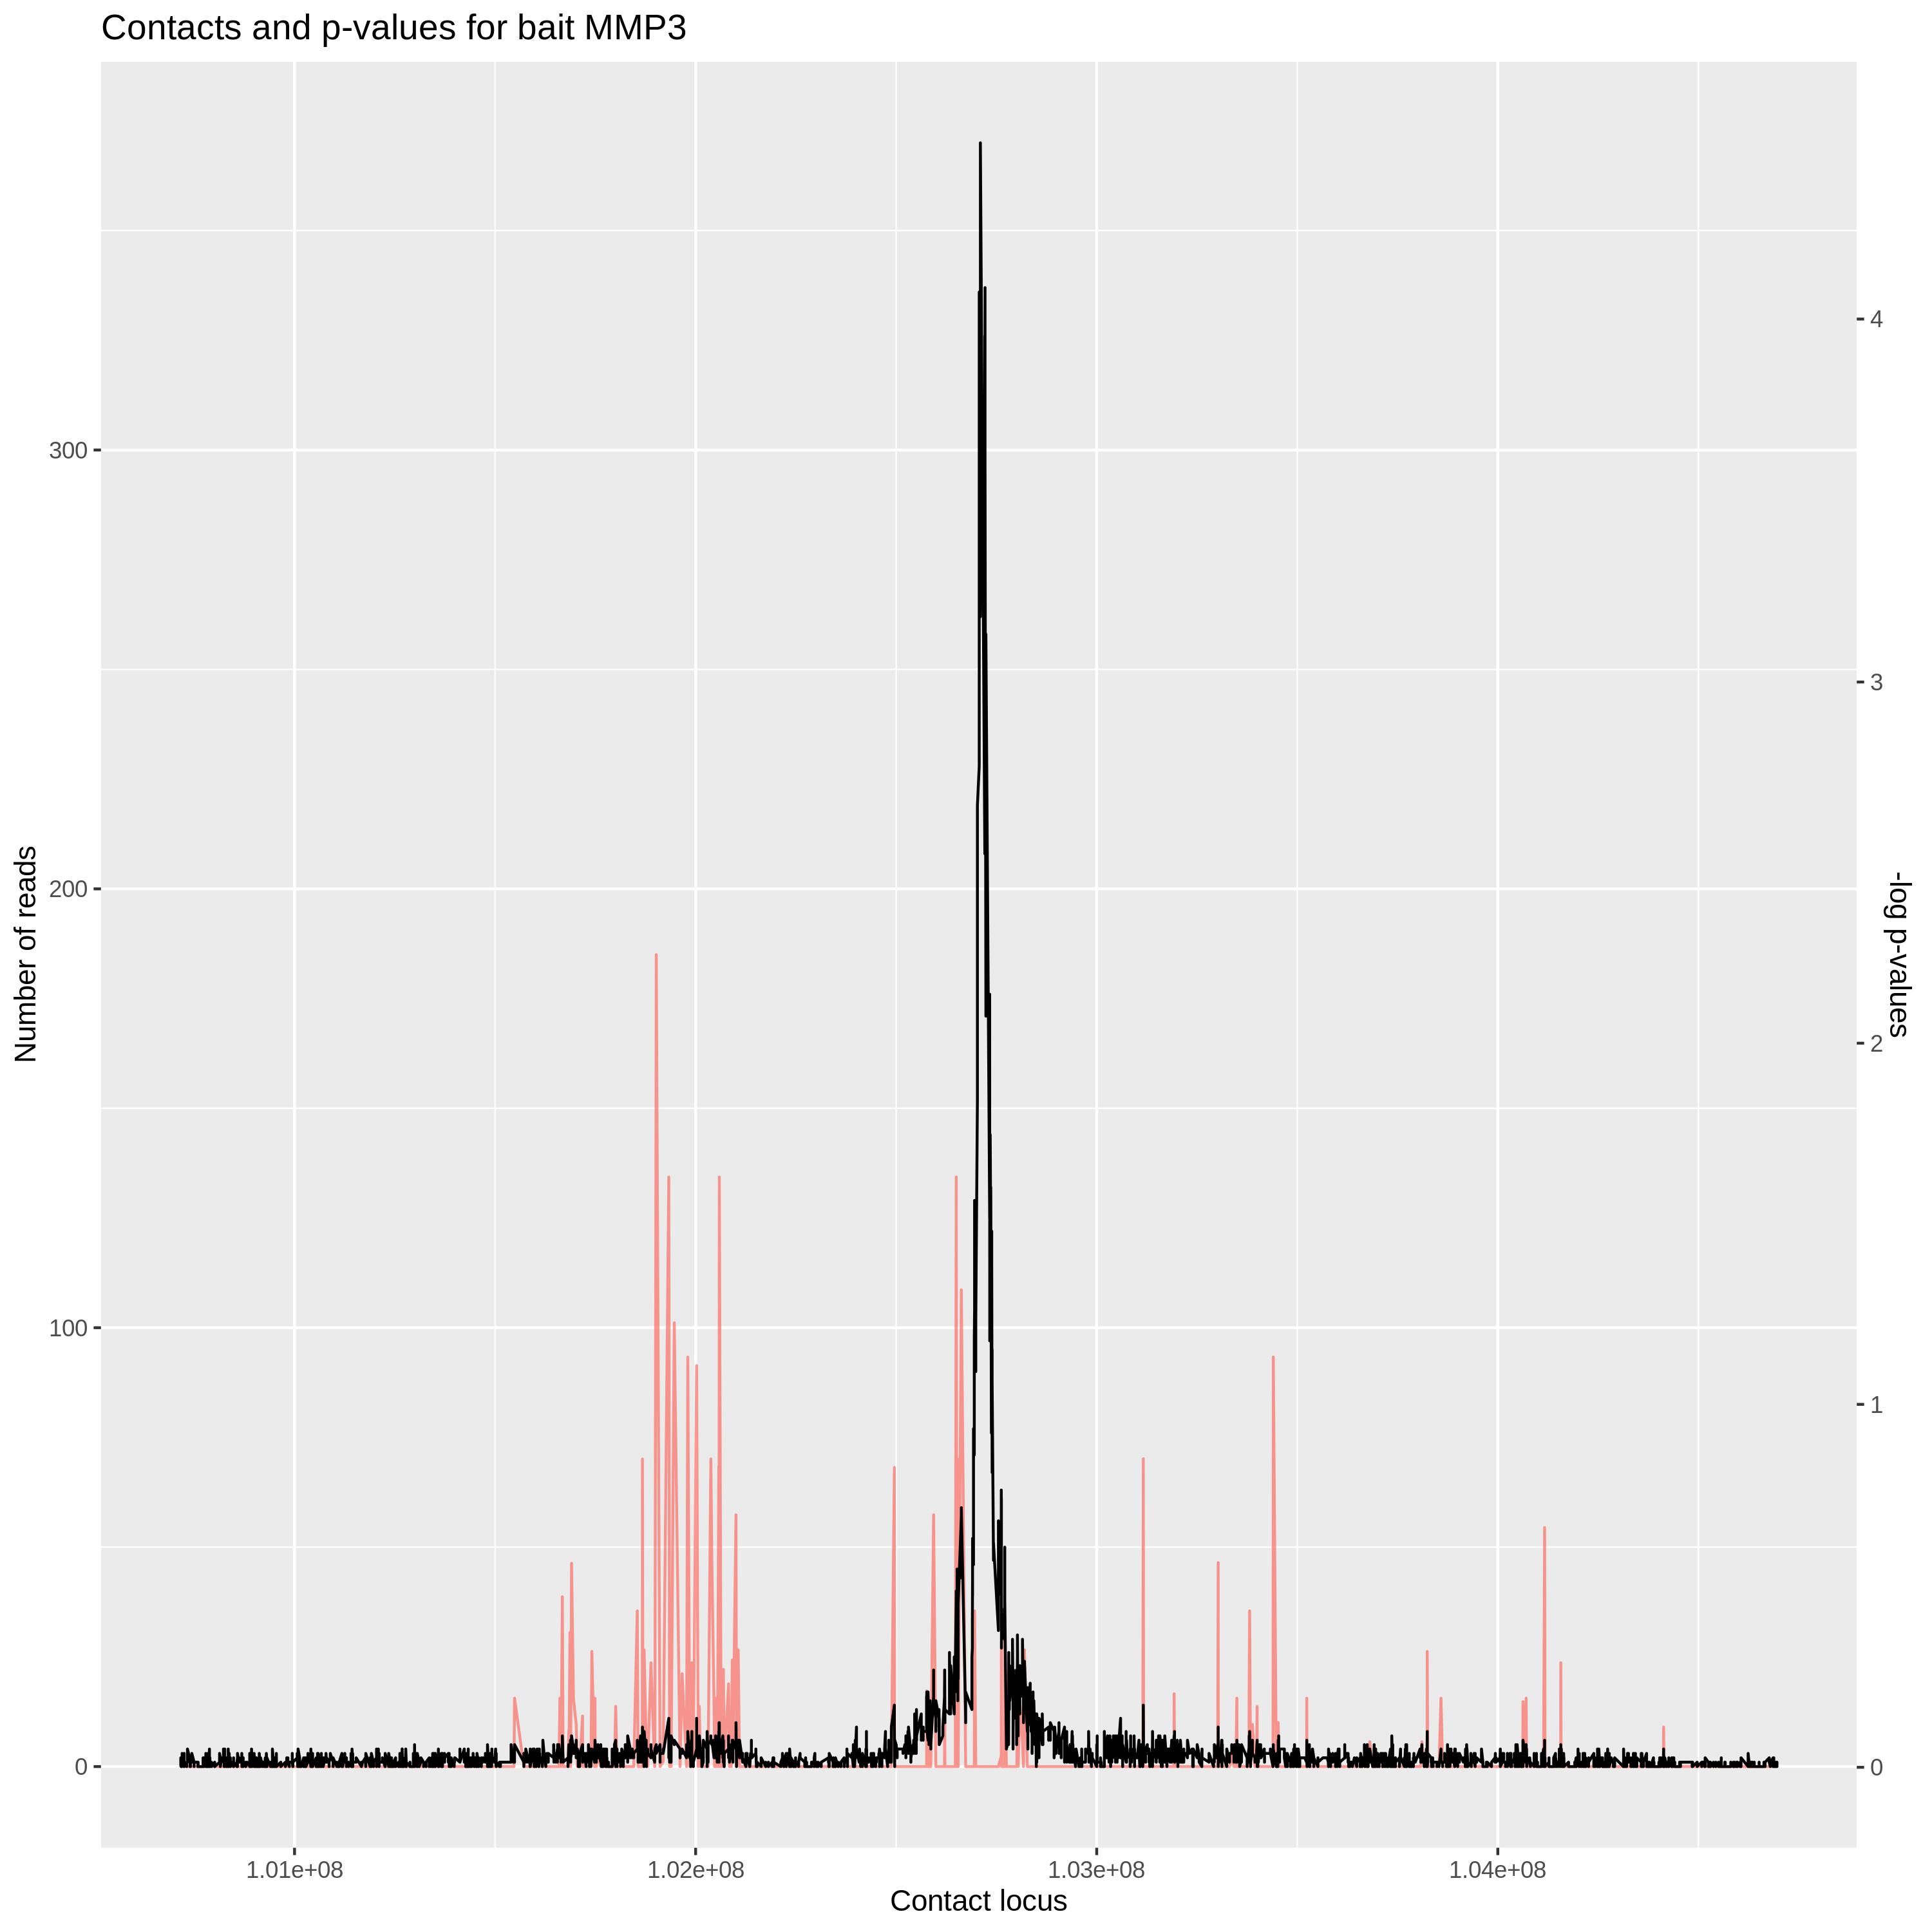 Contacts and p-values for bait MMP3
Number of reads
300
200
100
0
4
3
2
1
0
-log p-values
1.01e+08
1.02e+08
1.03e+08
1.04e+08
Contact locus